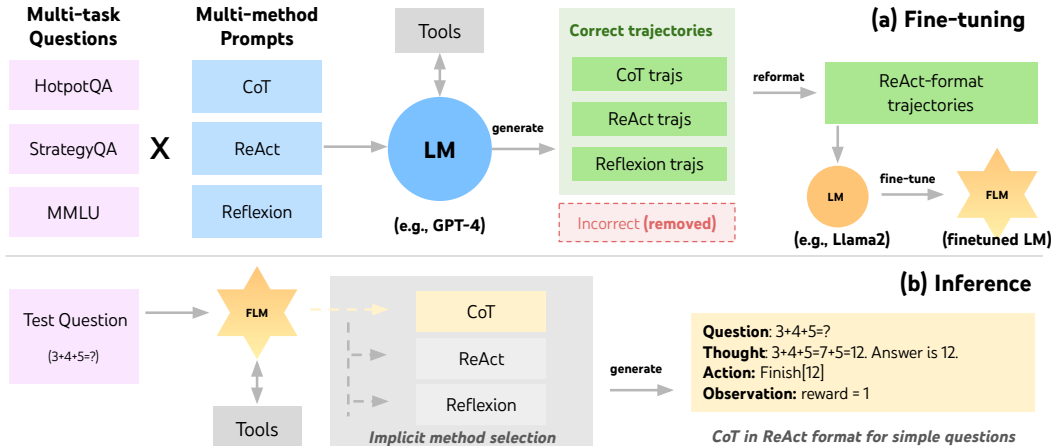 Multi-task
Questions
HotpotQA
StrategyQA
MMLU
X
Multi-method
Prompts
CoT
ReAct
Reflexion
Tools
LM
(e.g., GPT-4)
generate
Correct trajectories
CoT trajs
ReAct trajs
Reflexion trajs
Incorrect (removed)
reformat
(a) Fine-tuning
ReAct-format
trajectories
LM
(e.g., Llama2)
fine-tune
FLM
(finetuned LM)
(b) Inference
Test Question
(3+4+5=?)
FLM
Tools
CoT
ReAct
Reflexion
Implicit method selection
generate
Question: 3+4+5=?
Thought: 3+4+5=7+5=12. Answer is 12.
Action: Finish[12]
Observation: reward = 1
CoT in ReAct format for simple questions